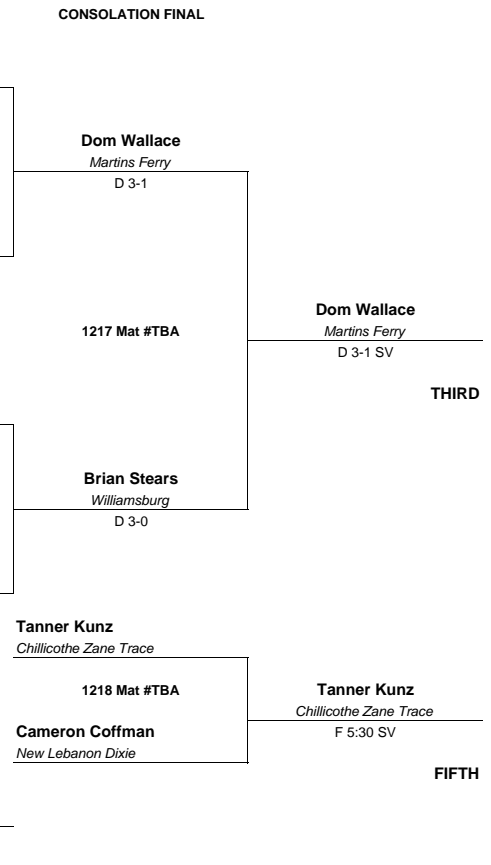 CONSOLATION FINAL
Dom Wallace
Martins Ferry
D 3-1
Dom Wallace
1217 Mat #TBA
Martins Ferry
D 3-1 SV
THIRD
Brian Stears
Williamsburg
D 3-0
Tanner Kunz
Chillicothe Zane Trace
1218 Mat #TBA
Tanner Kunz
Chillicothe Zane Trace
Cameron Coffman
F 5:30 SV
New Lebanon Dixie
FIFTH